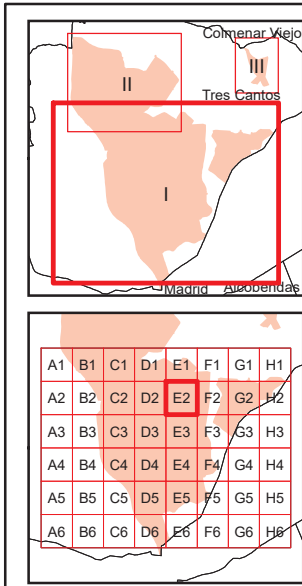 Colmenar Viejo
II
III
Tres Cantos
I
Madrid
Alcobendas
A1 B1 C1 D1 E1 F1 G1 H1
A2 B2 C2 D2 E2 F2 G2 H2
A3 B3 C3 D3 E3 F3 G3 H3
A4 B4 C4 D4 E4 F4 G4 H4
A5 B5 C5 D5 E5 F5 G5 H5
A6 B6 C6 D6 E6 F6 G6 H6